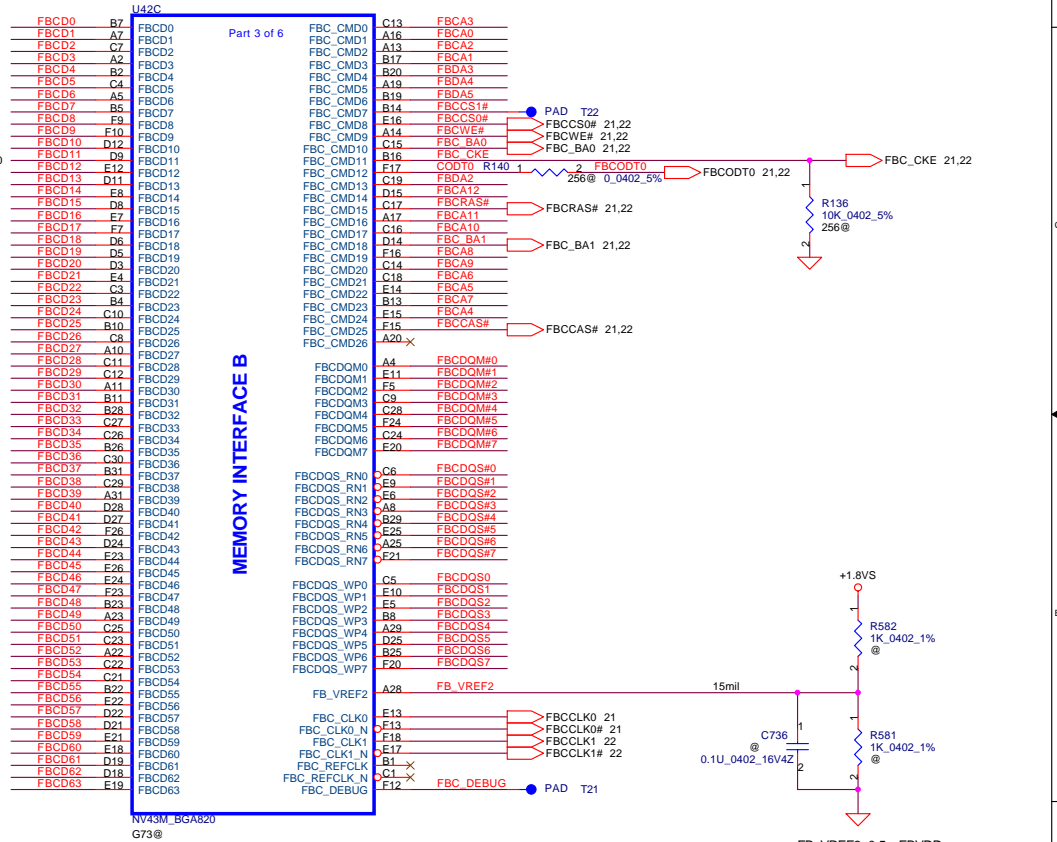 U42C
Part 3 of 6
FBCD0 B7 FBCD0 FBC_CMD0 C13 FBCA3
FBCD1 A7 FBCD1 FBC_CMD1 A16 FBCA0
FBCD2 C7 FBCD2 FBC_CMD2 A13 FBCA2
FBCD3 A2 FBCD3 FBC_CMD3 B17 FBCA1
FBCD4 B2 FBCD4 FBC_CMD4 B20 FBDA3
FBCD5 C4 FBCD5 FBC_CMD5 A19 FBDA4
FBCD6 A5 FBCD6 FBC_CMD6 B19 FBDA5
FBCD7 B5 FBCD7 FBC_CMD7 B14 FBCCS1# PAD T22
FBCD8 F9 FBCD8 FBC_CMD8 E16 FBCCS0# FBCCS0# 21,22
FBCD9 F10 FBCD9 FBC_CMD9 A14 FBCWE# FBCWE# 21,22
FBCD10 D12 FBCD10 FBC_CMD10 C15 FBC_BA0 FBC_BA0 21,22
FBCD11 D9 FBCD11 FBC_CMD11 B16 FBC_CKE FBC_CKE 21,22
FBCD12 E12 FBCD12 FBC_CMD12 F17 CODT0 R140 1 2 FBCODT0 FBCODT0 21,22
256@ 0_0402_5%
FBCD13 D11 FBCD13 FBC_CMD13 C19 FBDA2
FBCD14 E8 FBCD14 FBC_CMD14 D15 FBCA12
FBCD15 D8 FBCD15 FBC_CMD15 C17 FBCRAS# FBCRAS# 21,22
FBCD16 E7 FBCD16 FBC_CMD16 A17 FBCA11
FBCD17 F7 FBCD17 FBC_CMD17 C16 FBCA10
FBCD18 D6 FBCD18 FBC_CMD18 D14 FBC_BA1 FBC_BA1 21,22
FBCD19 D5 FBCD19 FBC_CMD19 F16 FBCA8
FBCD20 D3 FBCD20 FBC_CMD20 C14 FBCA9
FBCD21 E4 FBCD21 FBC_CMD21 C18 FBCA6
FBCD22 C3 FBCD22 FBC_CMD22 E14 FBCA5
FBCD23 B4 FBCD23 FBC_CMD23 B13 FBCA7
FBCD24 C10 FBCD24 FBC_CMD24 E15 FBCA4
FBCD25 B10 FBCD25 FBC_CMD25 F15 FBCCAS# FBCCAS# 21,22
FBCD26 C8 FBCD26 FBC_CMD26 A20
FBCD27 A10 FBCD27
FBCD28 C11 FBCD28 FBCDQM0 A4 FBCDQM#0
FBCD29 C12 FBCD29 FBCDQM1 E11 FBCDQM#1
FBCD30 A11 FBCD30 FBCDQM2 F5 FBCDQM#2
FBCD31 B11 FBCD31 FBCDQM3 C9 FBCDQM#3
FBCD32 B28 FBCD32 FBCDQM4 C28 FBCDQM#4
FBCD33 C27 FBCD33 FBCDQM5 F24 FBCDQM#5
FBCD34 C26 FBCD34 FBCDQM6 C24 FBCDQM#6
FBCD35 B26 FBCD35 FBCDQM7 E20 FBCDQM#7
FBCD36 C30 FBCD36
FBCD37 B31 FBCD37 FBCDQS_RN0 C6 FBCDQS#0
FBCD38 C29 FBCD38 FBCDQS_RN1 E9 FBCDQS#1
FBCD39 A31 FBCD39 FBCDQS_RN2 E6 FBCDQS#2
FBCD40 D28 FBCD40 FBCDQS_RN3 A8 FBCDQS#3
FBCD41 D27 FBCD41 FBCDQS_RN4 B29 FBCDQS#4
FBCD42 F26 FBCD42 FBCDQS_RN5 E25 FBCDQS#5
FBCD43 D24 FBCD43 FBCDQS_RN6 A25 FBCDQS#6
FBCD44 E23 FBCD44 FBCDQS_RN7 F21 FBCDQS#7
FBCD45 E26 FBCD45
FBCD46 E24 FBCD46 FBCDQS_WP0 C5 FBCDQS0
FBCD47 F23 FBCD47 FBCDQS_WP1 E10 FBCDQS1
FBCD48 B23 FBCD48 FBCDQS_WP2 E5 FBCDQS2
FBCD49 A23 FBCD49 FBCDQS_WP3 B8 FBCDQS3
FBCD50 C25 FBCD50 FBCDQS_WP4 A29 FBCDQS4
FBCD51 C23 FBCD51 FBCDQS_WP5 D25 FBCDQS5
FBCD52 A22 FBCD52 FBCDQS_WP6 B25 FBCDQS6
FBCD53 C22 FBCD53 FBCDQS_WP7 F20 FBCDQS7
FBCD54 C21 FBCD54
FBCD55 B22 FBCD55 FB_VREF2 A28 FB_VREF2 15mil
FBCD56 E22 FBCD56
FBCD57 D22 FBCD57 FBC_CLK0 E13 FBCCLK0 21
FBCD58 D21 FBCD58 FBC_CLK0_N F13 FBCCLK0# 21
FBCD59 E21 FBCD59 FBC_CLK1 F18 FBCCLK1 22
FBCD60 E18 FBCD60 FBC_CLK1_N E17 FBCCLK1# 22
FBCD61 D19 FBCD61 FBC_REFCLK B1
FBCD62 D18 FBCD62 FBC_REFCLK_N C1
FBCD63 E19 FBCD63 FBC_DEBUG F12 FBC_DEBUG PAD T21
MEMORY INTERFACE B
NV43M_BGA820
G73@
1
R136
10K_0402_5%
256@
2
+1.8VS
1
R582
1K_0402_1%
@
2
1
C736
@
0.1U_0402_16V4Z
2
1
R581
1K_0402_1%
@
2